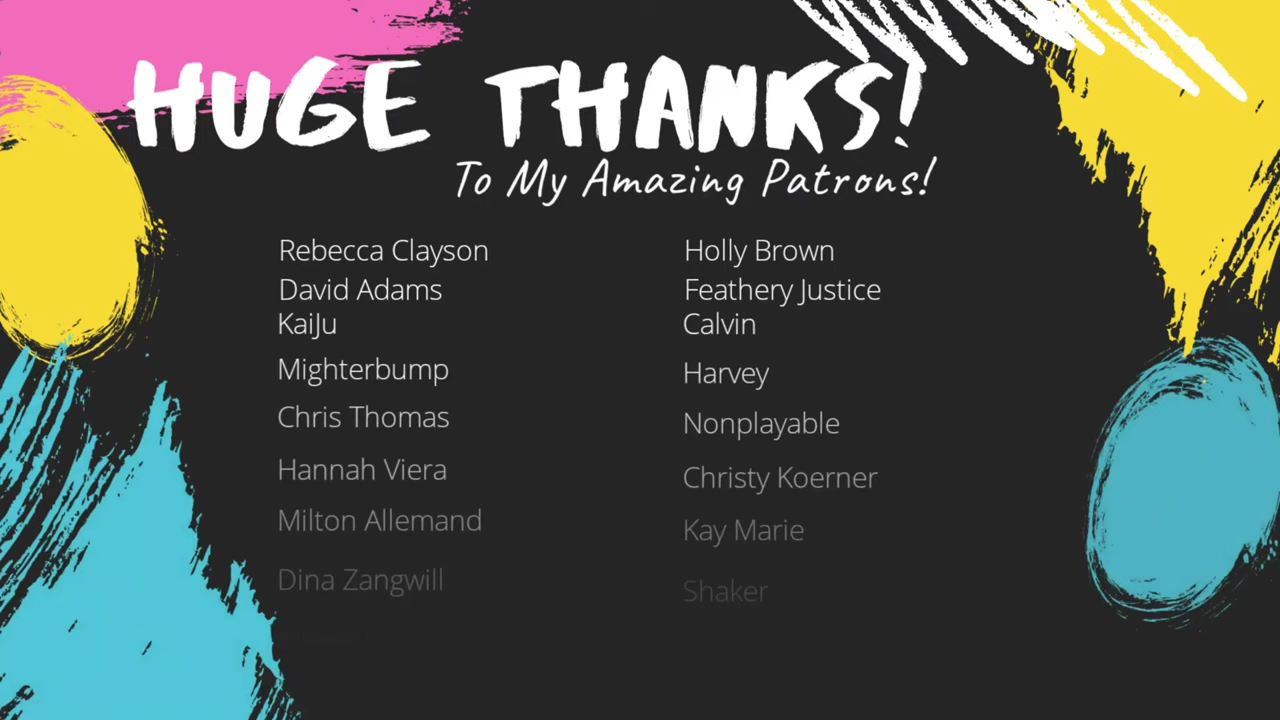 HUGE THANKS!
To My Amazing Patrons!
Rebecca Clayson
David Adams
KaiJu
Mighterbump
Chris Thomas
Hannah Viera
Milton Allemand
Dina Zangwill
Holly Brown
Feathery Justice
Calvin
Harvey
Nonplayable
Christy Koerner
Kay Marie
Shaker